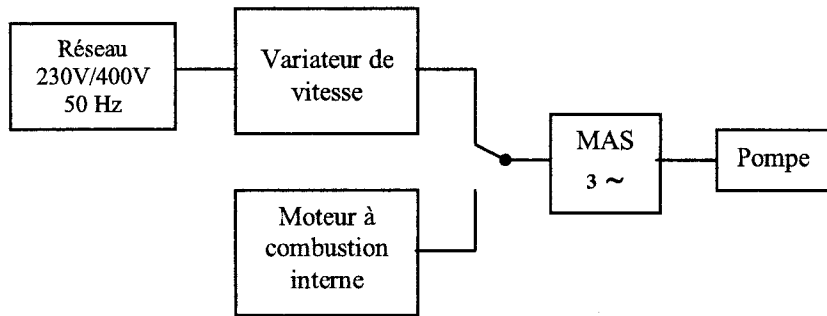 Réseau
230V/400V
50 Hz
Variateur de
vitesse
MAS
3 ~
Pompe
Moteur à
combustion
interne